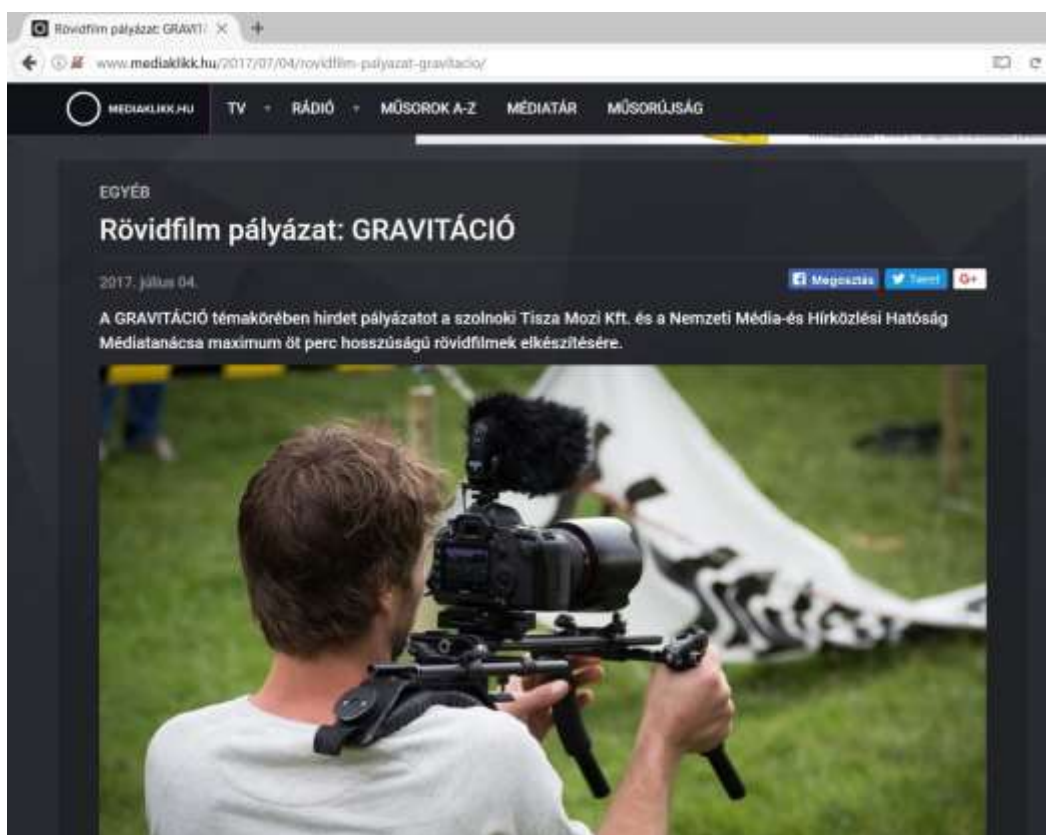 Rövidfilm pályázat: GRAVIT
www.mediaklikk.hu/2017/07/04/rovidfilm-palyazat-gravitacio/
MEDIAKLIKK.HU TV RÁDIÓ MŰSOROK A-Z MÉDIATÁR MŰSORÚJSÁG
EGYÉB
Rövidfilm pályázat: GRAVITÁCIÓ
2017. július 04.
Megosztás Tweet G+
A GRAVITÁCIÓ témakörében hirdet pályázatot a szolnoki Tisza Mozi Kft. és a Nemzeti Média-és Hírközlési Hatóság
Médiatanácsa maximum öt perc hosszúságú rövidfilmek elkészítésére.